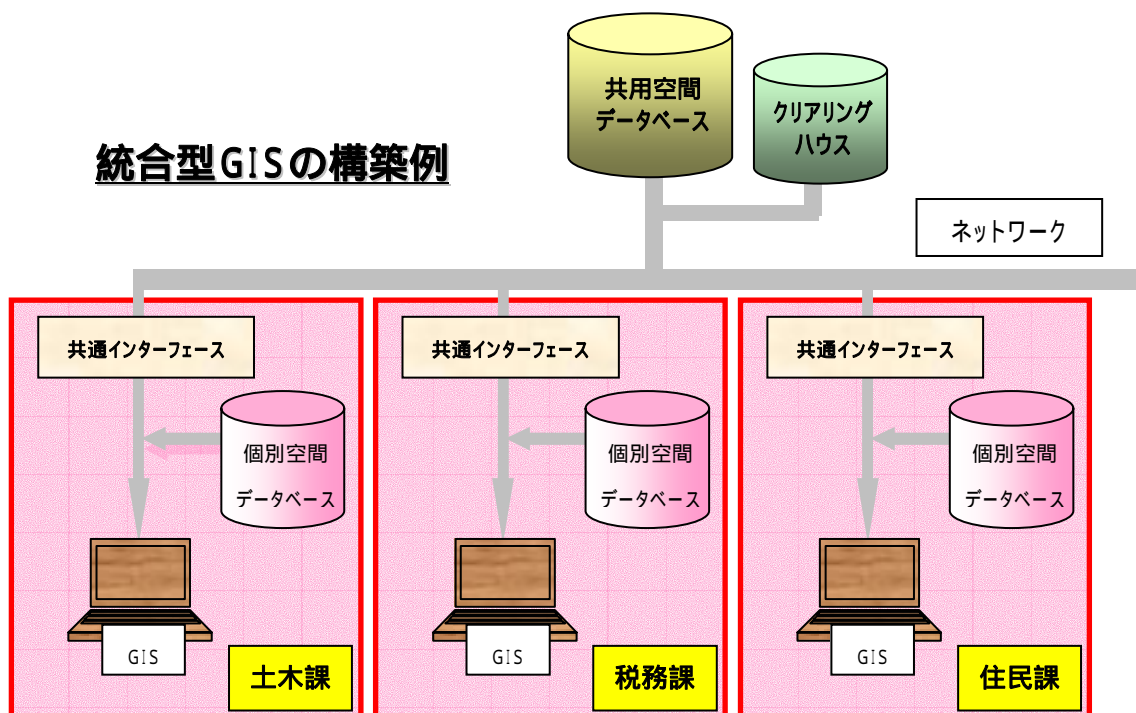 共用空間
データベース
クリアリング
ハウス
統合型GISの構築例
ネットワーク
共通インターフェース
個別空間
データベース
GIS
土木課
共通インターフェース
個別空間
データベース
GIS
税務課
共通インターフェース
個別空間
データベース
GIS
住民課